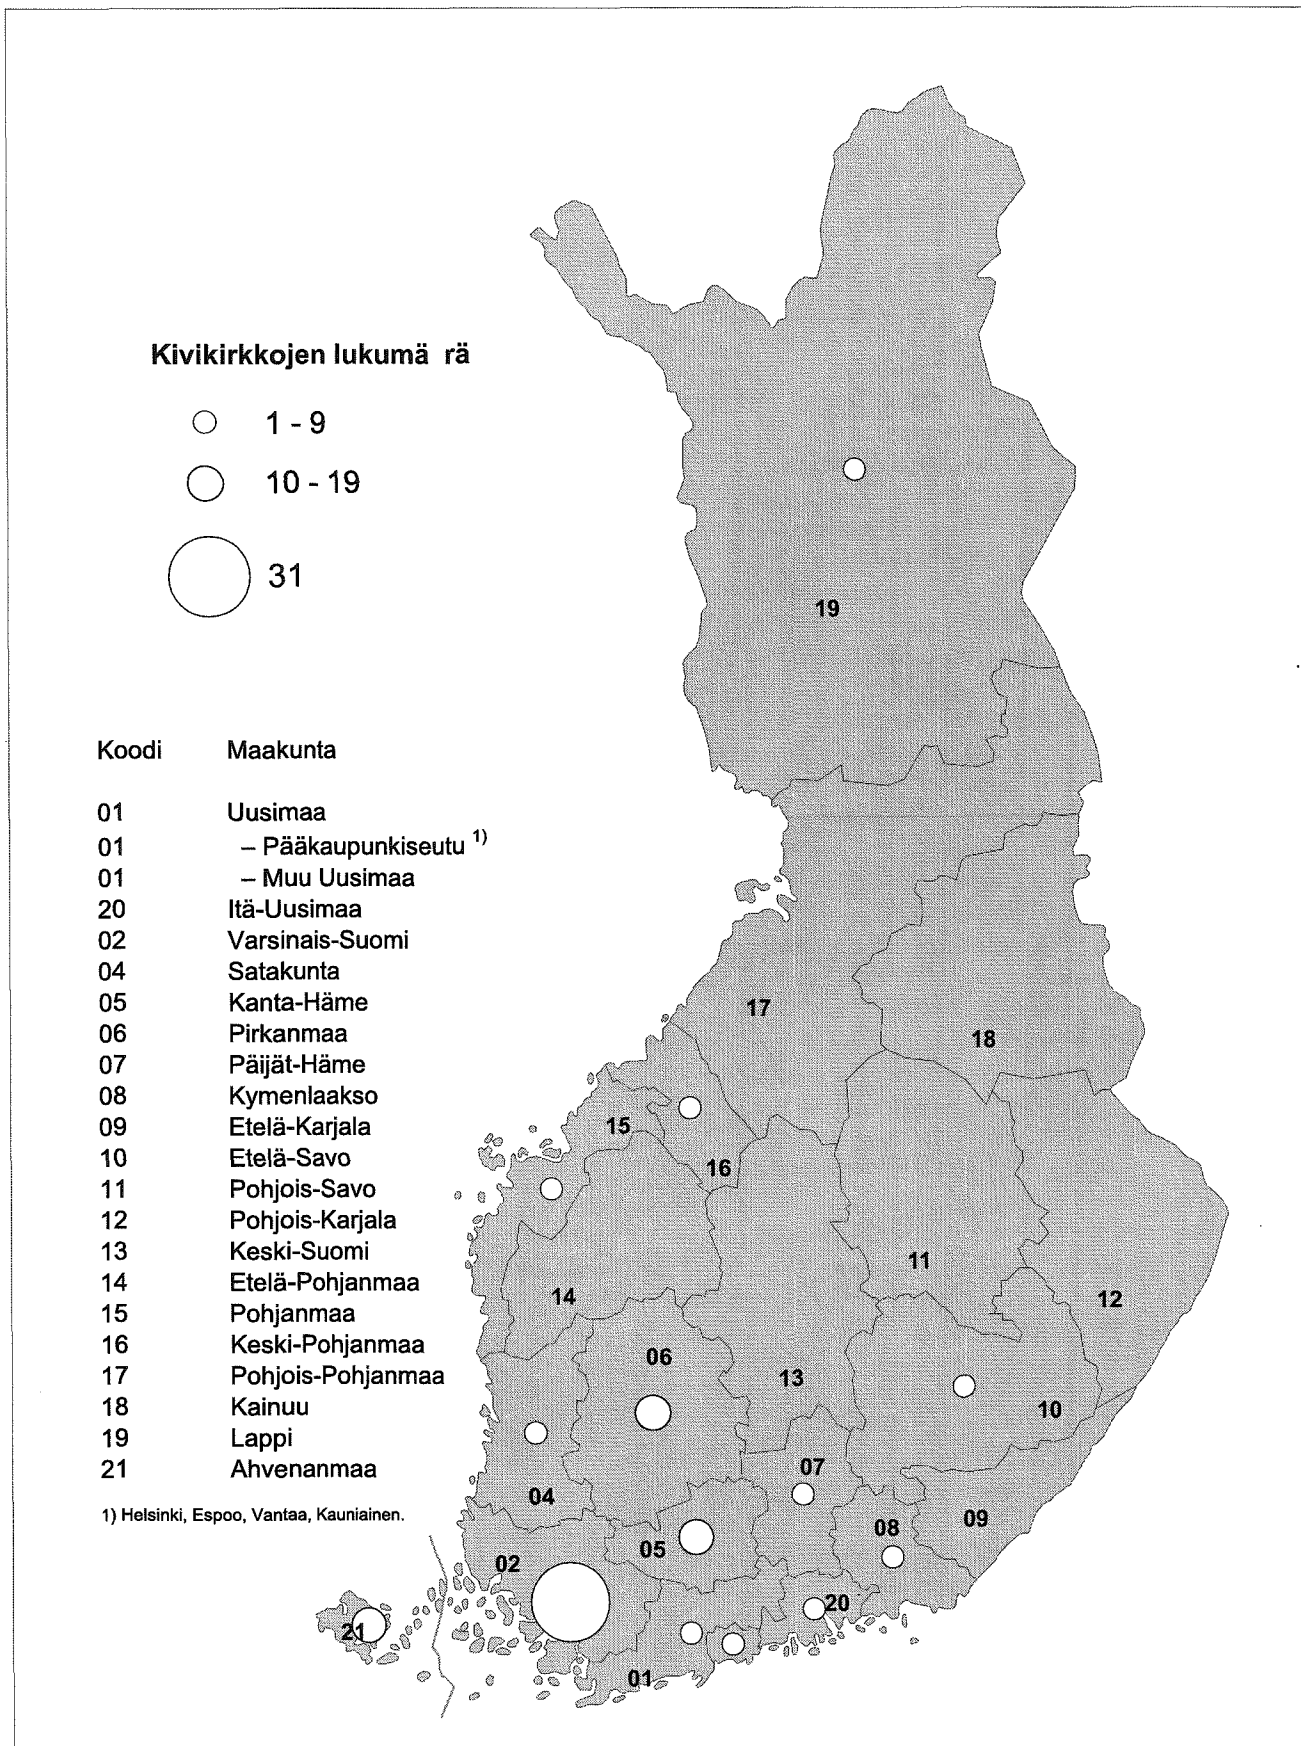 Kivikirkkojen lukumä rä
1 - 9
10 - 19
31
Koodi Maakunta
01 Uusimaa
01 – Pääkaupunkiseutu 1)
01 – Muu Uusimaa
20 Itä-Uusimaa
02 Varsinais-Suomi
04 Satakunta
05 Kanta-Häme
06 Pirkanmaa
07 Päijät-Häme
08 Kymenlaakso
09 Etelä-Karjala
10 Etelä-Savo
11 Pohjois-Savo
12 Pohjois-Karjala
13 Keski-Suomi
14 Etelä-Pohjanmaa
15 Pohjanmaa
16 Keski-Pohjanmaa
17 Pohjois-Pohjanmaa
18 Kainuu
19 Lappi
21 Ahvenanmaa
1) Helsinki, Espoo, Vantaa, Kauniainen.
19
17
18
15
16
11
14
12
06
13
10
07
04
09
08
05
02
20
21
01